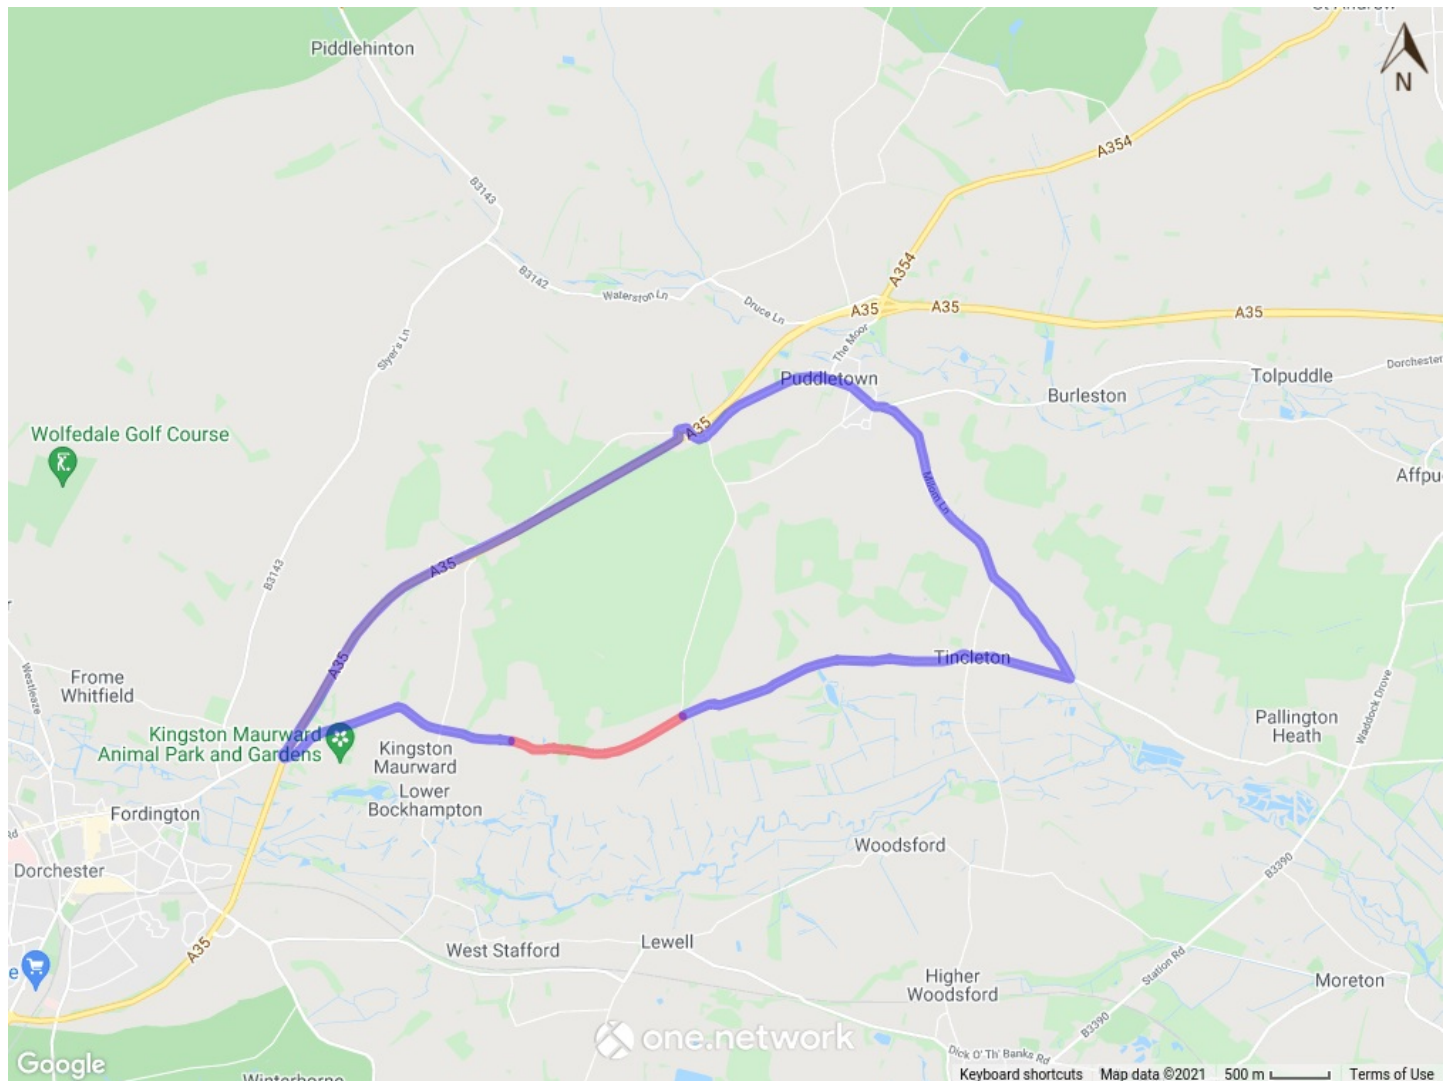 Piddlehinton
N
A354
B3143
A354
B3142
Waterston Ln
Druce Ln
A35
A35
A35
The Moor
Slyer's Ln
Puddletown
Tolpuddle
Dorchester
Burleston
A35
Wolfedale Golf Course
Affpu
Millom Ln
A35
B3143
A35
Tincleton
Frome
Whitfield
Westleaze
Waddock Drove
Pallington
Heath
Kingston Maurward
Animal Park and Gardens
Kingston
Maurward
Lower
Bockhampton
Fordington
Rd
Woodsford
Dorchester
B3390
A35
West Stafford
Lewell
e
Higher
Woodsford
Station Rd
Moreton
B3390
one.network
Dick O' Th' Banks Rd
Google
Winterborne
Keyboard shortcuts Map data ©2021 500 m Terms of Use